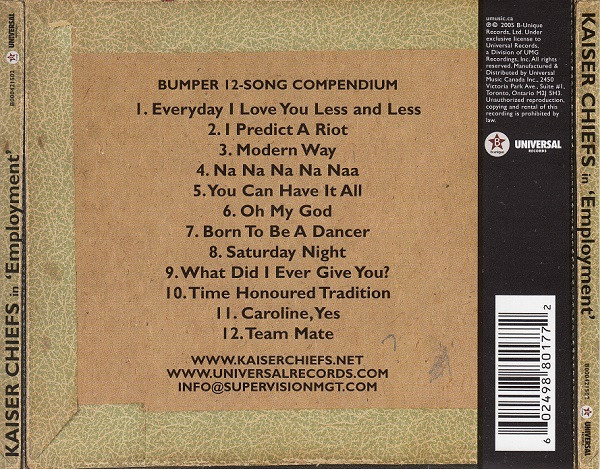 KAISER CHIEFS in 'Employment'
B000421502
UNIVERSAL
BUMPER 12-SONG COMPENDIUM
1. Everyday I Love You Less and Less
2. I Predict A Riot
3. Modern Way
4. Na Na Na Na Naa
5. You Can Have It All
6. Oh My God
7. Born To Be A Dancer
8. Saturday Night
9. What Did I Ever Give You?
10. Time Honoured Tradition
11. Caroline, Yes
12. Team Mate
WWW.KAISERCHIEFS.NET
WWW.UNIVERSALRECORDS.COM
INFO@SUPERVISIONMGT.COM
umusic.ca
℗© 2005 B-Unique
Records, Ltd. Under
exclusive license to
Universal Records,
a Division of UMG
Recordings, Inc. All rights
reserved. Manufactured &
Distributed by Universal
Music Canada Inc., 2450
Victoria Park Ave., Suite #1,
Toronto, Ontario M2J 5H3.
Unauthorized reproduction,
copying and rental of this
recording is prohibited by
law.
B-unique
UNIVERSAL
RECORDS
6 02498 80177 2
KAISER CHIEFS in 'Employment'
B000421502
UNIVERSAL